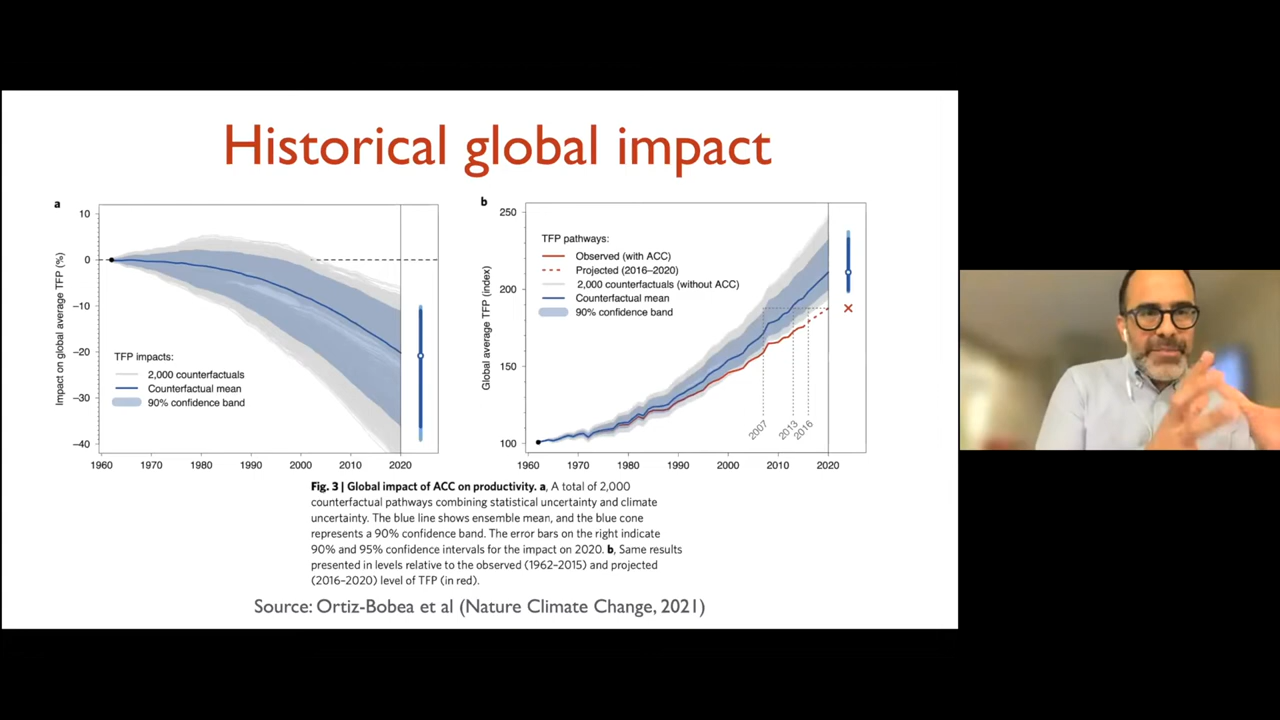 Historical global impact
a
10
0
−10
−20
−30
−40
Impact on global average TFP (%)
TFP impacts:
2,000 counterfactuals
Counterfactual mean
90% confidence band
1960 1970 1980 1990 2000 2010 2020
b
250
200
150
100
Global average TFP (index)
TFP pathways:
Observed (with ACC)
Projected (2016–2020)
2,000 counterfactuals (without ACC)
Counterfactual mean
90% confidence band
2007 2013 2016
1960 1970 1980 1990 2000 2010 2020
Fig. 3 | Global impact of ACC on productivity. a, A total of 2,000
counterfactual pathways combining statistical uncertainty and climate
uncertainty. The blue line shows ensemble mean, and the blue cone
represents a 90% confidence band. The error bars on the right indicate
90% and 95% confidence intervals for the impact on 2020. b, Same results
presented in levels relative to the observed (1962–2015) and projected
(2016–2020) level of TFP (in red).
Source: Ortiz-Bobea et al (Nature Climate Change, 2021)